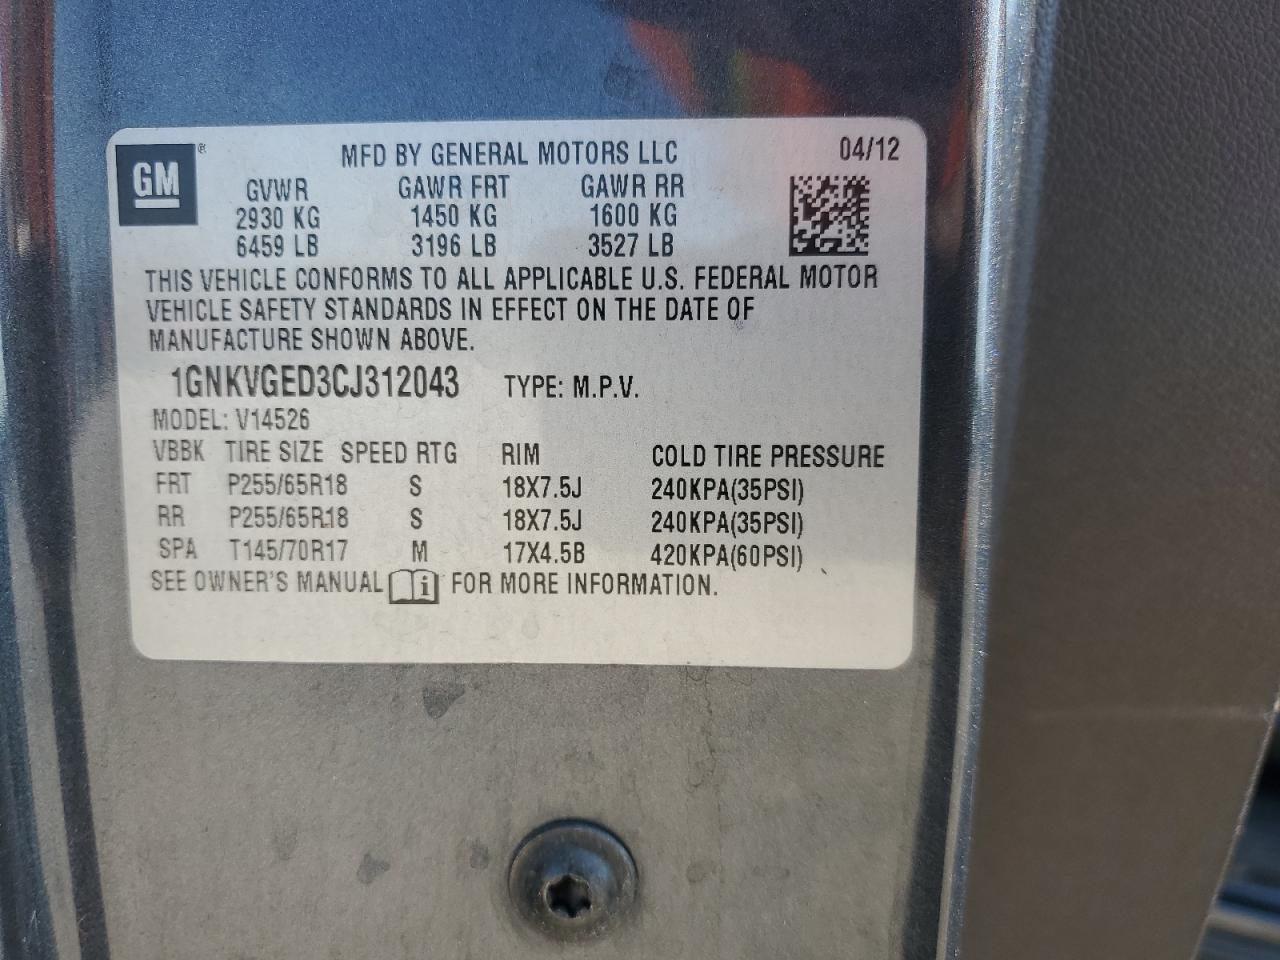 GM ® MFD BY GENERAL MOTORS LLC 04/12
GVWR GAWR FRT GAWR RR
2930 KG 1450 KG 1600 KG
6459 LB 3196 LB 3527 LB
THIS VEHICLE CONFORMS TO ALL APPLICABLE U.S. FEDERAL MOTOR
VEHICLE SAFETY STANDARDS IN EFFECT ON THE DATE OF
MANUFACTURE SHOWN ABOVE.
1GNKVGED3CJ312043 TYPE: M.P.V.
MODEL: V14526
VBBK TIRE SIZE SPEED RTG RIM COLD TIRE PRESSURE
FRT P255/65R18 S 18X7.5J 240KPA(35PSI)
RR P255/65R18 S 18X7.5J 240KPA(35PSI)
SPA T145/70R17 M 17X4.5B 420KPA(60PSI)
SEE OWNER'S MANUAL i FOR MORE INFORMATION.